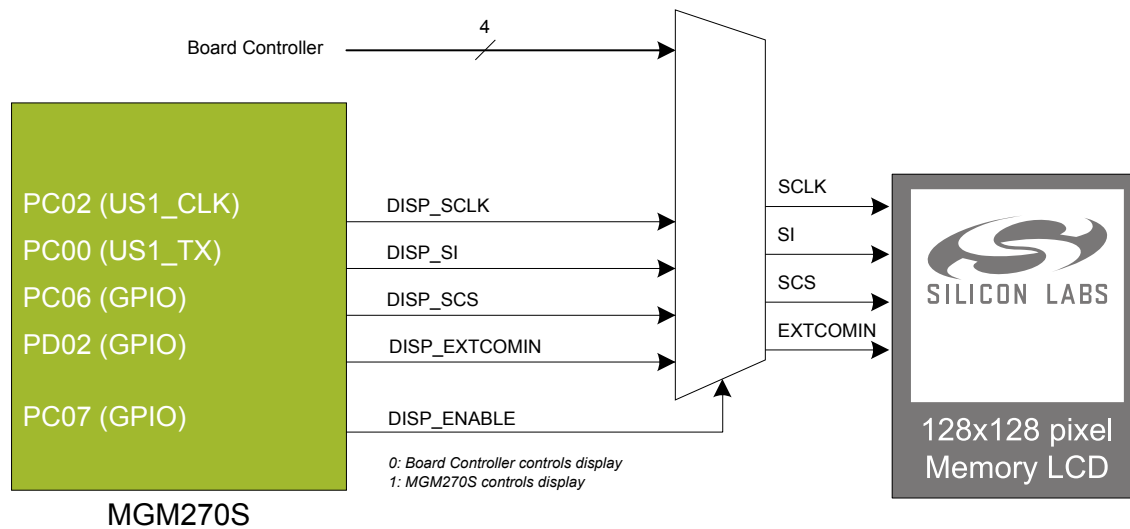 4
Board Controller
PC02 (US1_CLK)
PC00 (US1_TX)
PC06 (GPIO)
PD02 (GPIO)
PC07 (GPIO)
MGM270S
DISP_SCLK
DISP_SI
DISP_SCS
DISP_EXTCOMIN
DISP_ENABLE
0: Board Controller controls display
1: MGM270S controls display
SCLK
SI
SCS
EXTCOMIN
SILICON LABS
128x128 pixel
Memory LCD